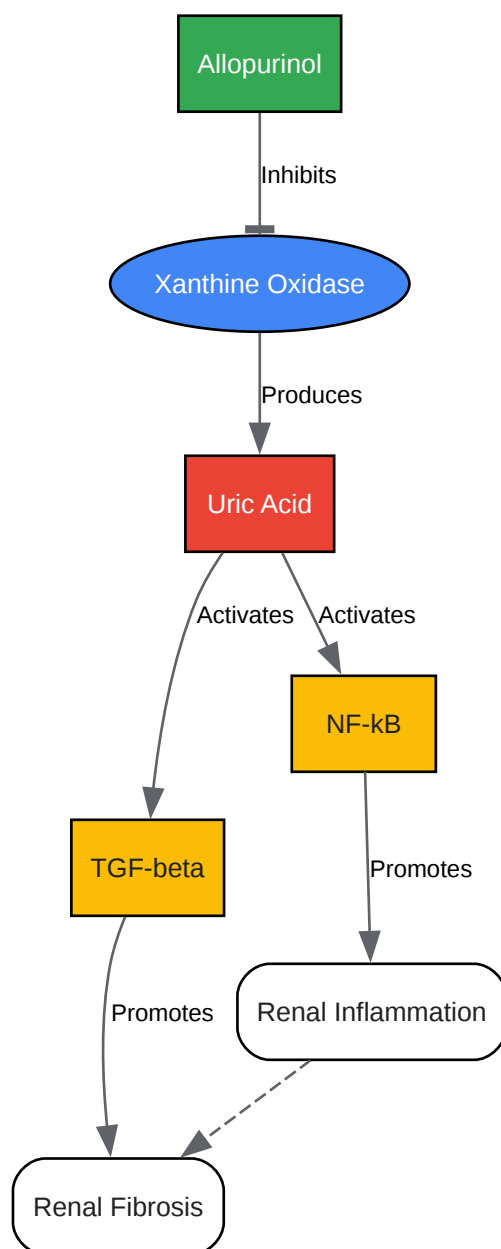 Allopurinol
Inhibits
Xanthine Oxidase
Produces
Uric Acid
Activates
Activates
NF-kB
TGF-beta
Promotes
Renal Inflammation
Promotes
Renal Fibrosis